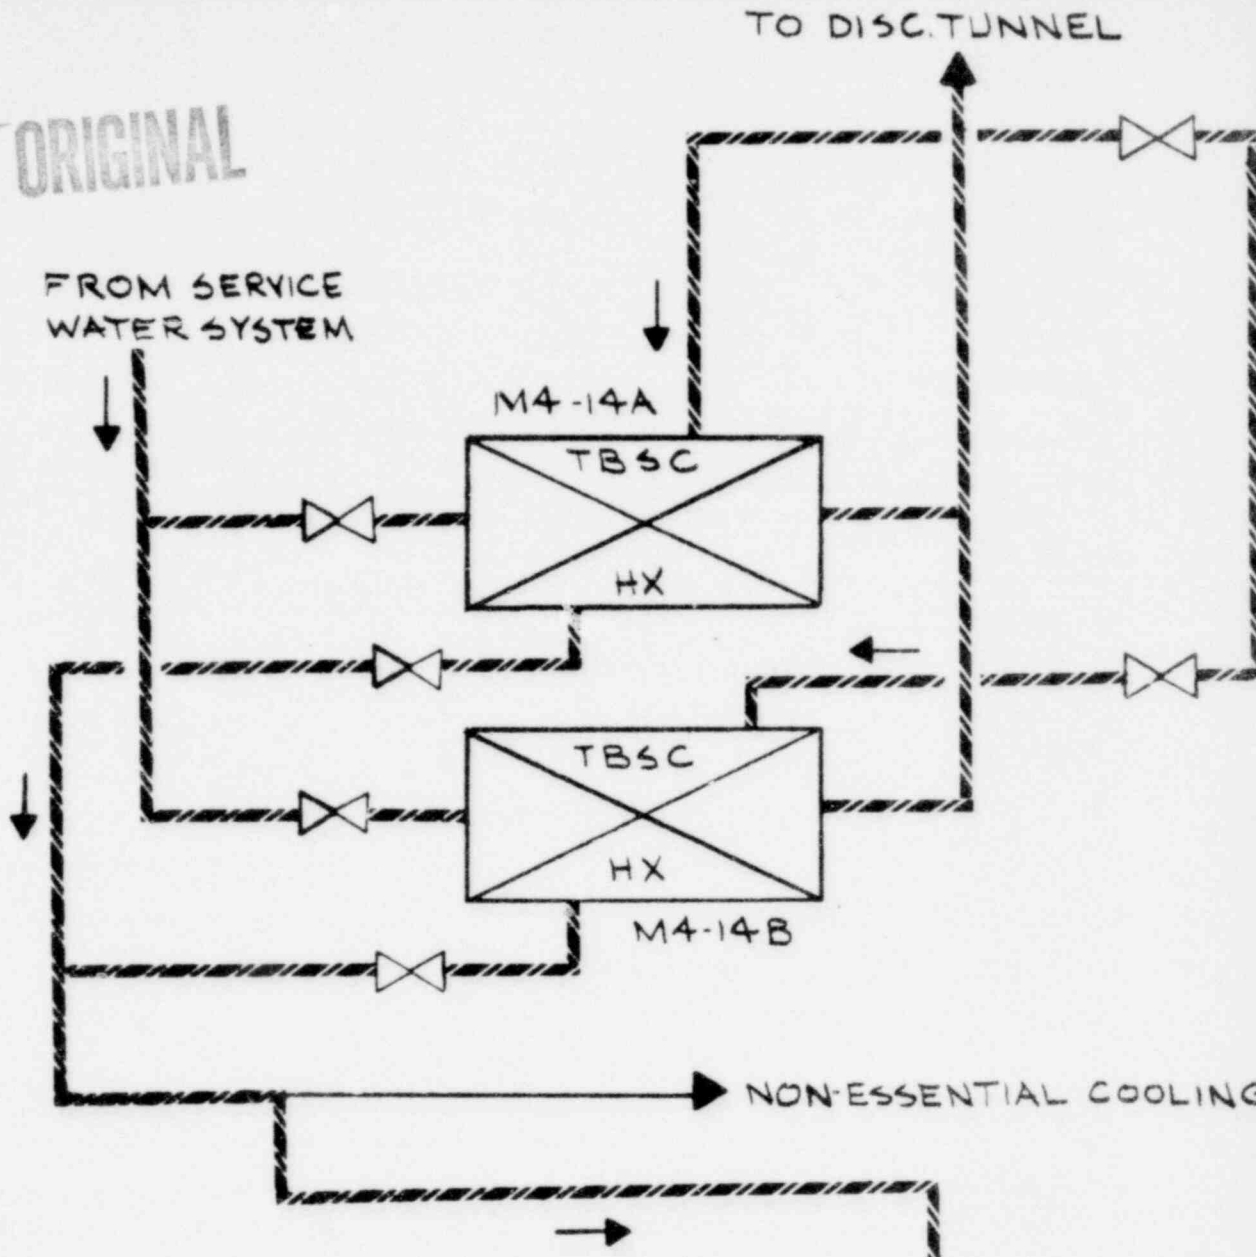 TO DISC. TUNNEL
ORIGINAL
FROM SERVICE
WATER SYSTEM
M4-14A
TBSC
HX
TBSC
HX
M4-14B
NON-ESSENTIAL COOLING